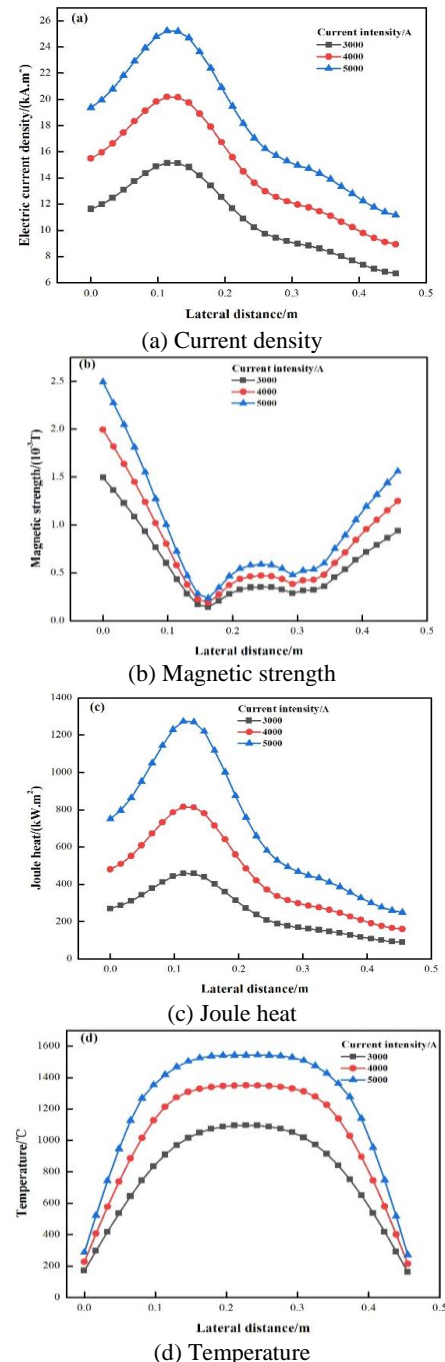 (a)
Current intensity/A
3000
4000
5000
26
24
22
20
18
16
14
12
10
8
6
Electric current density/(kA.m⁻)
0.0 0.1 0.2 0.3 0.4 0.5
Lateral distance/m
(a) Current density
(b)
Current intensity/A
3000
4000
5000
2.5
2.0
1.5
1.0
0.5
0.0
Magnetic strength/(10⁻³T)
0.0 0.1 0.2 0.3 0.4 0.5
Lateral distance/m
(b) Magnetic strength
(c)
Current intensity/A
3000
4000
5000
1400
1200
1000
800
600
400
200
0
Joule heat/(kW.m²)
0.0 0.1 0.2 0.3 0.4 0.5
Lateral distance/m
(c) Joule heat
(d)
Current intensity/A
3000
4000
5000
1600
1400
1200
1000
800
600
400
200
0
Temperature/℃
0.0 0.1 0.2 0.3 0.4 0.5
Lateral distance/m
(d) Temperature